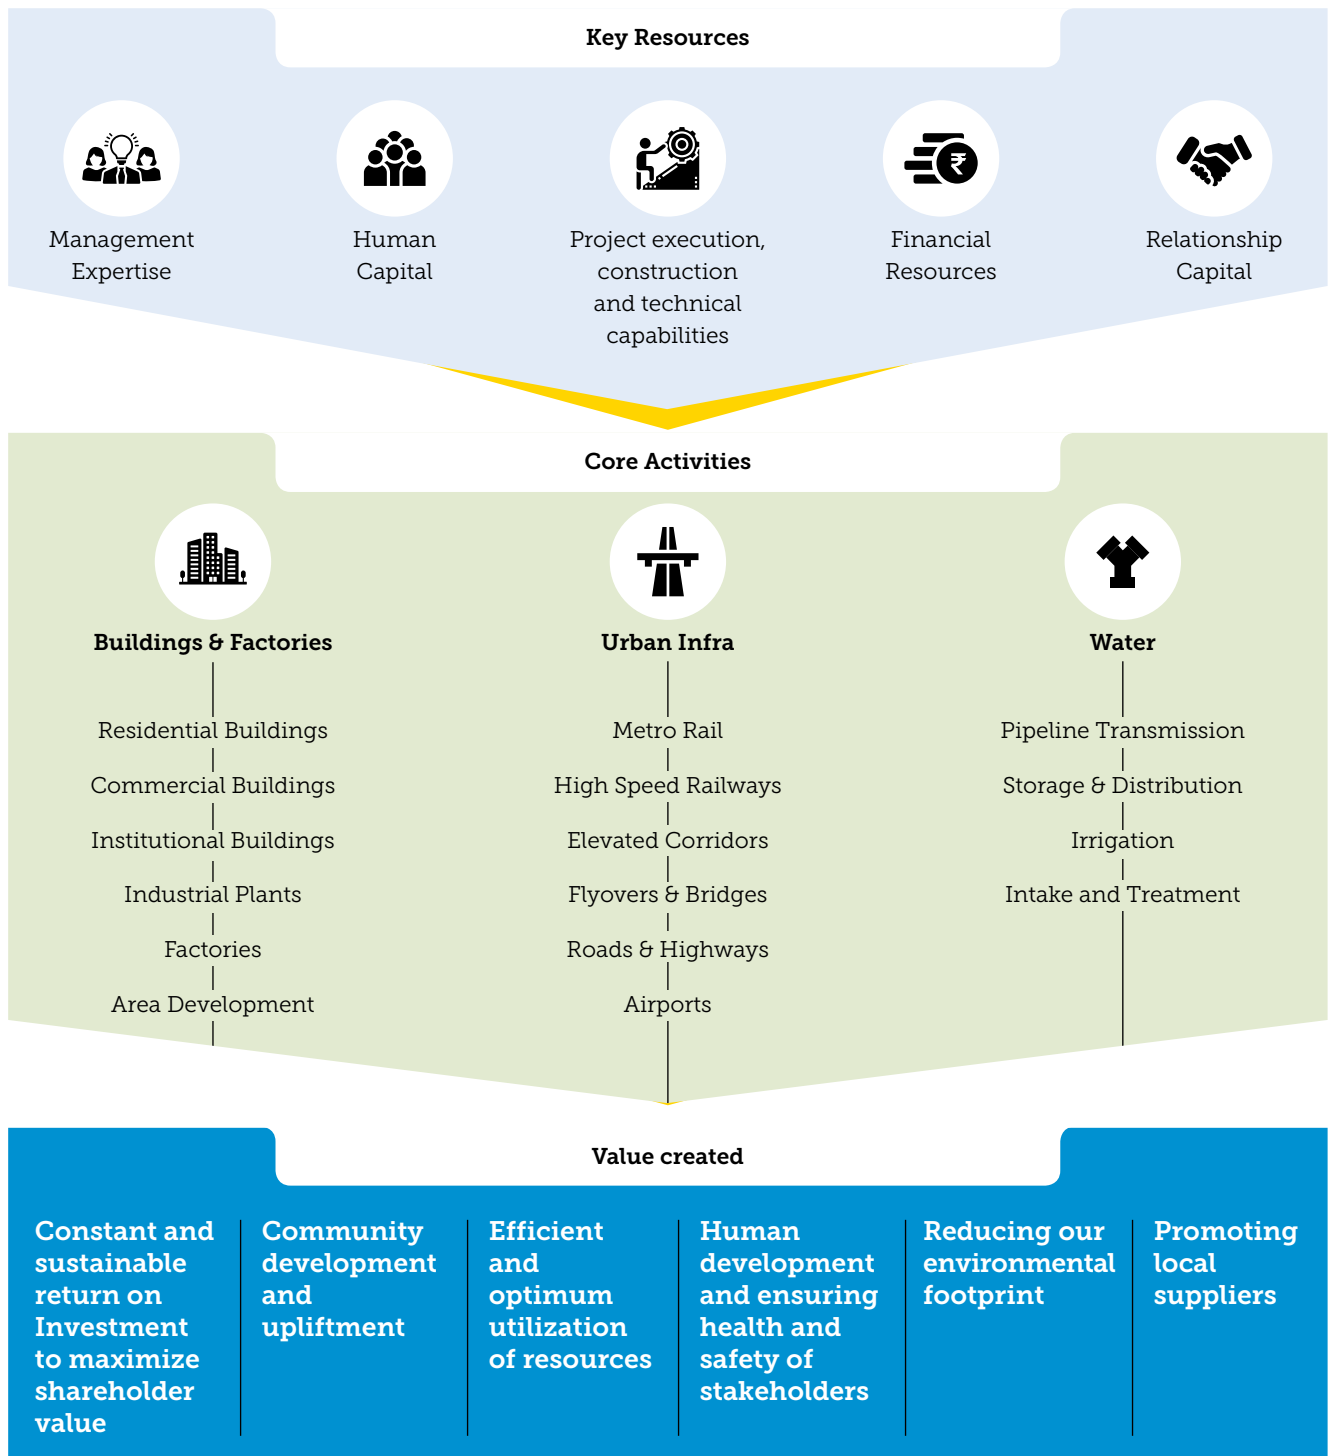 Key Resources
Management
Expertise
Human
Capital
Project execution,
construction
and technical
capabilities
₹
Financial
Resources
Relationship
Capital
Core Activities
Buildings & Factories
Residential Buildings
Commercial Buildings
Institutional Buildings
Industrial Plants
Factories
Area Development
Urban Infra
Metro Rail
High Speed Railways
Elevated Corridors
Flyovers & Bridges
Roads & Highways
Airports
Water
Pipeline Transmission
Storage & Distribution
Irrigation
Intake and Treatment
Value created
Constant and
sustainable
return on
Investment
to maximize
shareholder
value
Community
development
and
upliftment
Efficient
and
optimum
utilization
of resources
Human
development
and ensuring
health and
safety of
stakeholders
Reducing our
environmental
footprint
Promoting
local
suppliers